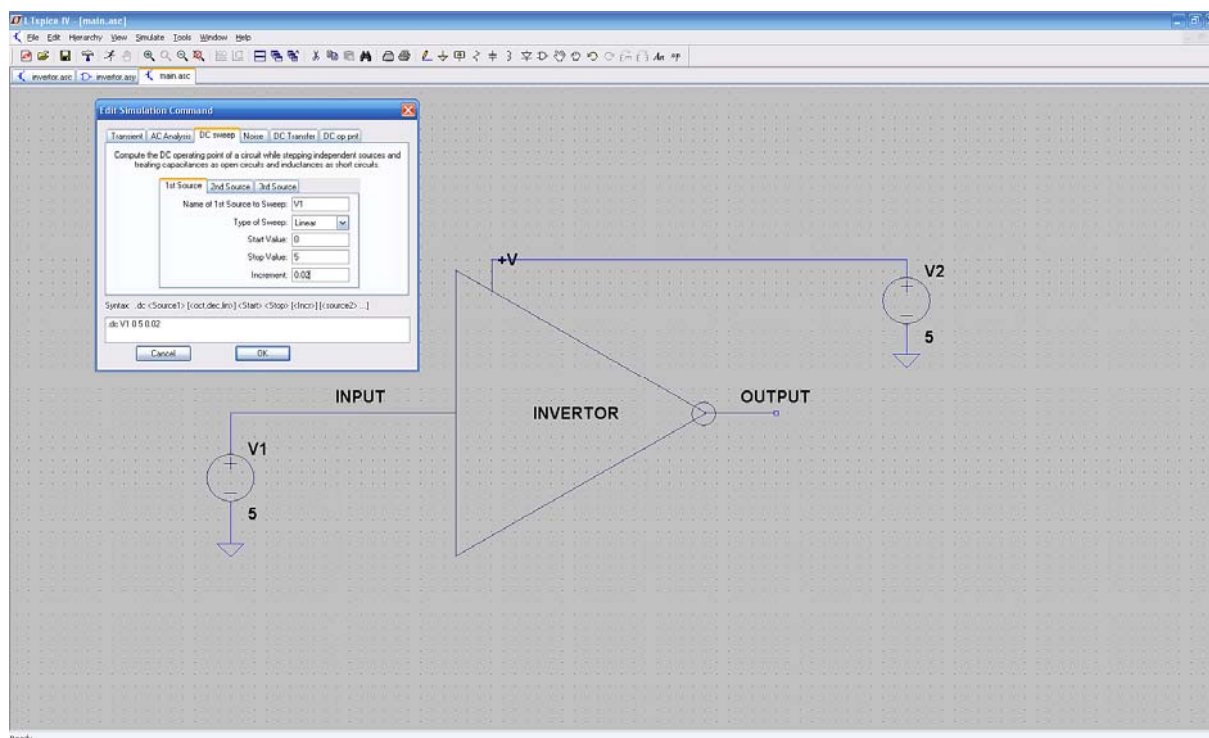 LTspice IV - [main.asc]
File Edit Hierarchy View Simulate Tools Window Help
invertor.asc invertor.asy main.asc
Edit Simulation Command
Transient AC Analysis DC sweep Noise DC Transfer DC op pnt
Compute the DC operating point of a circuit while stepping independent sources and
treating capacitances as open circuits and inductances as short circuits.
1st Source 2nd Source 3rd Source
Name of 1st Source to Sweep: V1
Type of Sweep: Linear
Start Value: 0
Stop Value: 5
Increment: 0.02
Syntax: .dc <Source1> [<oct,dec,lin>] <Start> <Stop> [<Incr>] [<source2> ...]
.dc V1 0 5 0.02
Cancel OK
+V
V2
5
INPUT
OUTPUT
INVERTOR
V1
5